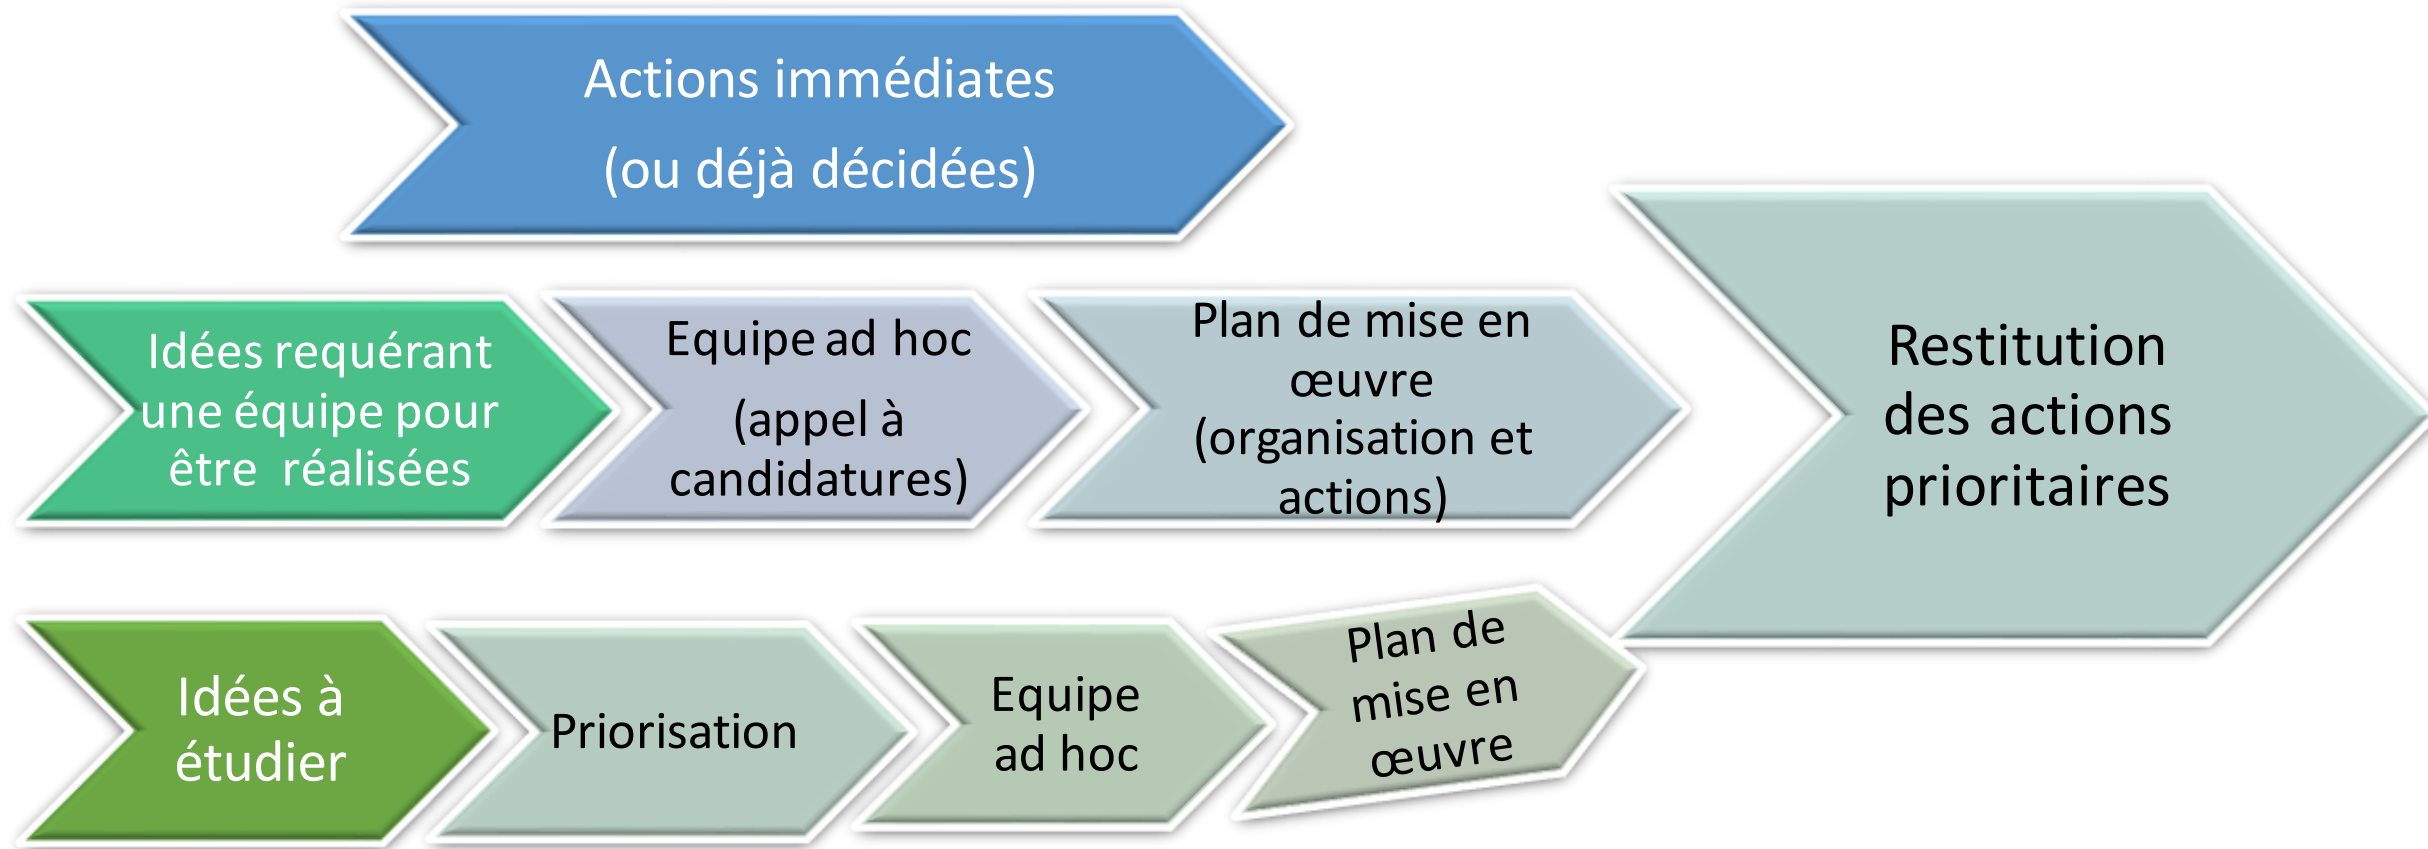 Actions immédiates
(ou déjà décidées)
Idées requérant
une équipe pour
être réalisées
Equipe ad hoc
(appel à
candidatures)
Plan de mise en
œuvre
(organisation et
actions)
Restitution
des actions
prioritaires
Idées à
étudier
Priorisation
Equipe
ad hoc
Plan de
mise en
œuvre